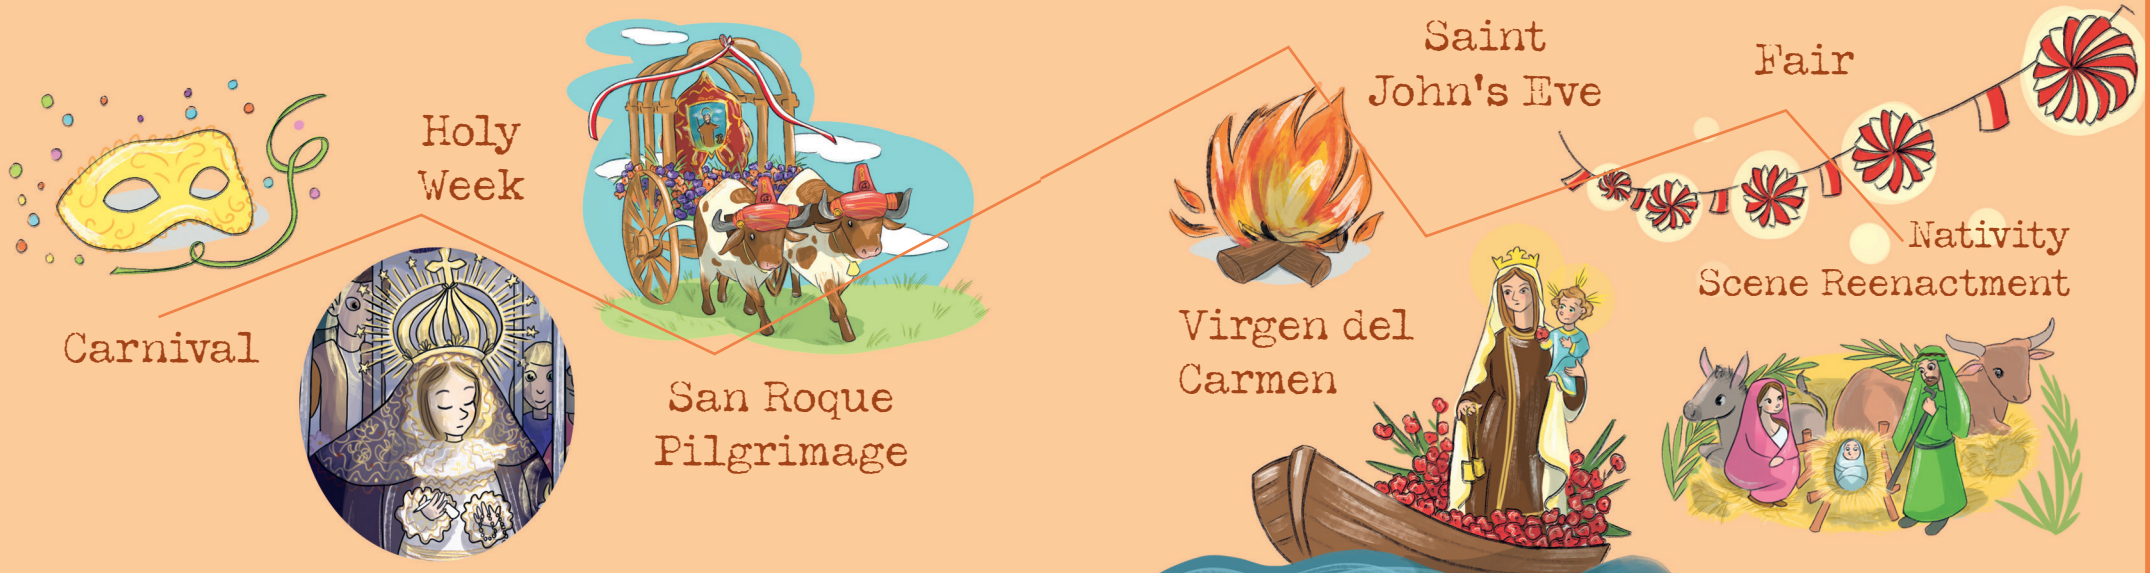 Carnival
Holy
Week
San Roque
Pilgrimage
Saint
John's Eve
Virgen del
Carmen
Fair
Nativity
Scene Reenactment